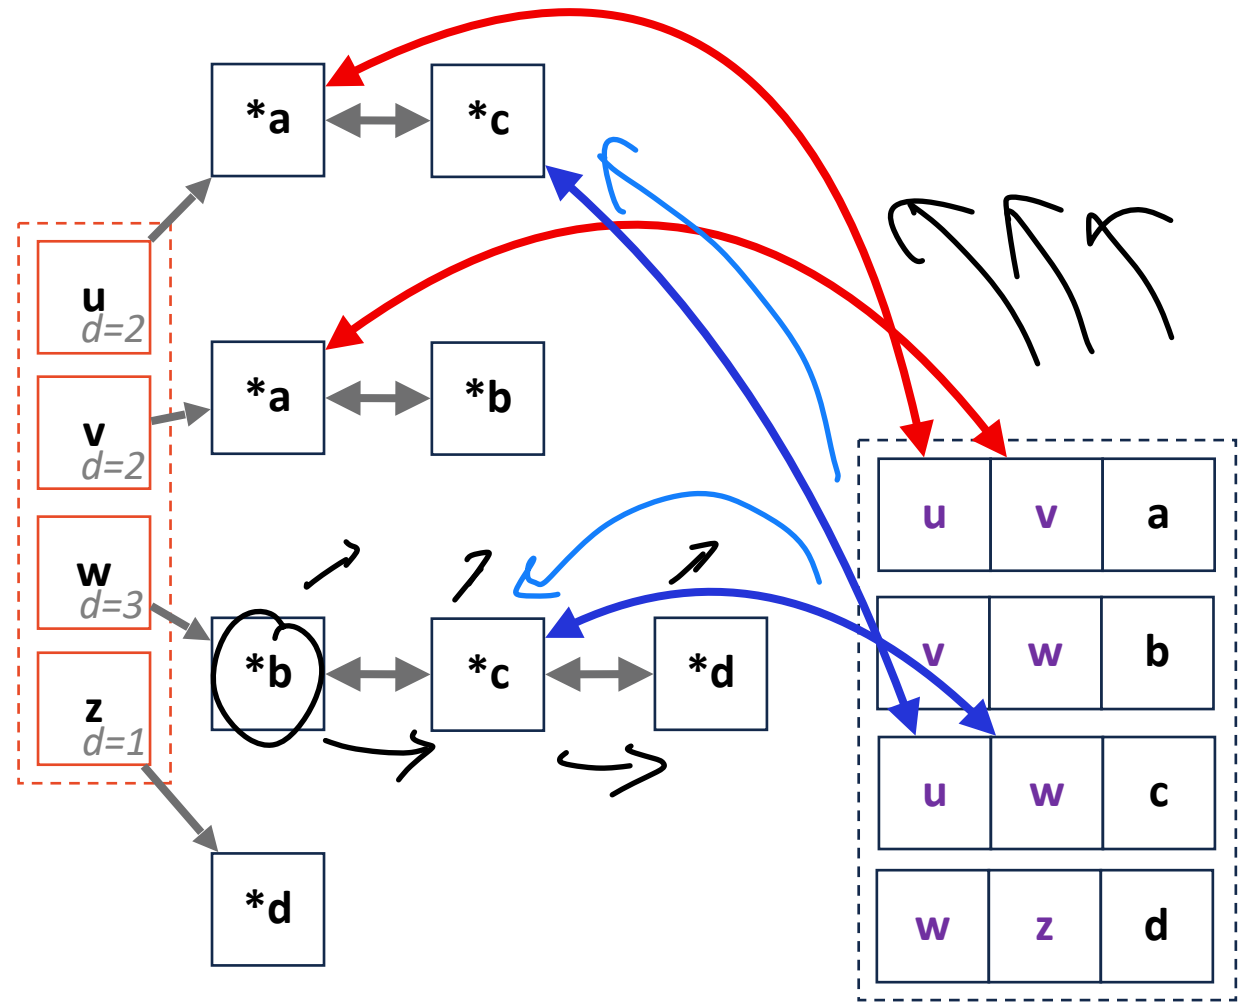 *a *c
u
d=2
*a *b
v
d=2
w
d=3
*b *c *d
z
d=1
*d
u v a
v w b
u w c
w z d